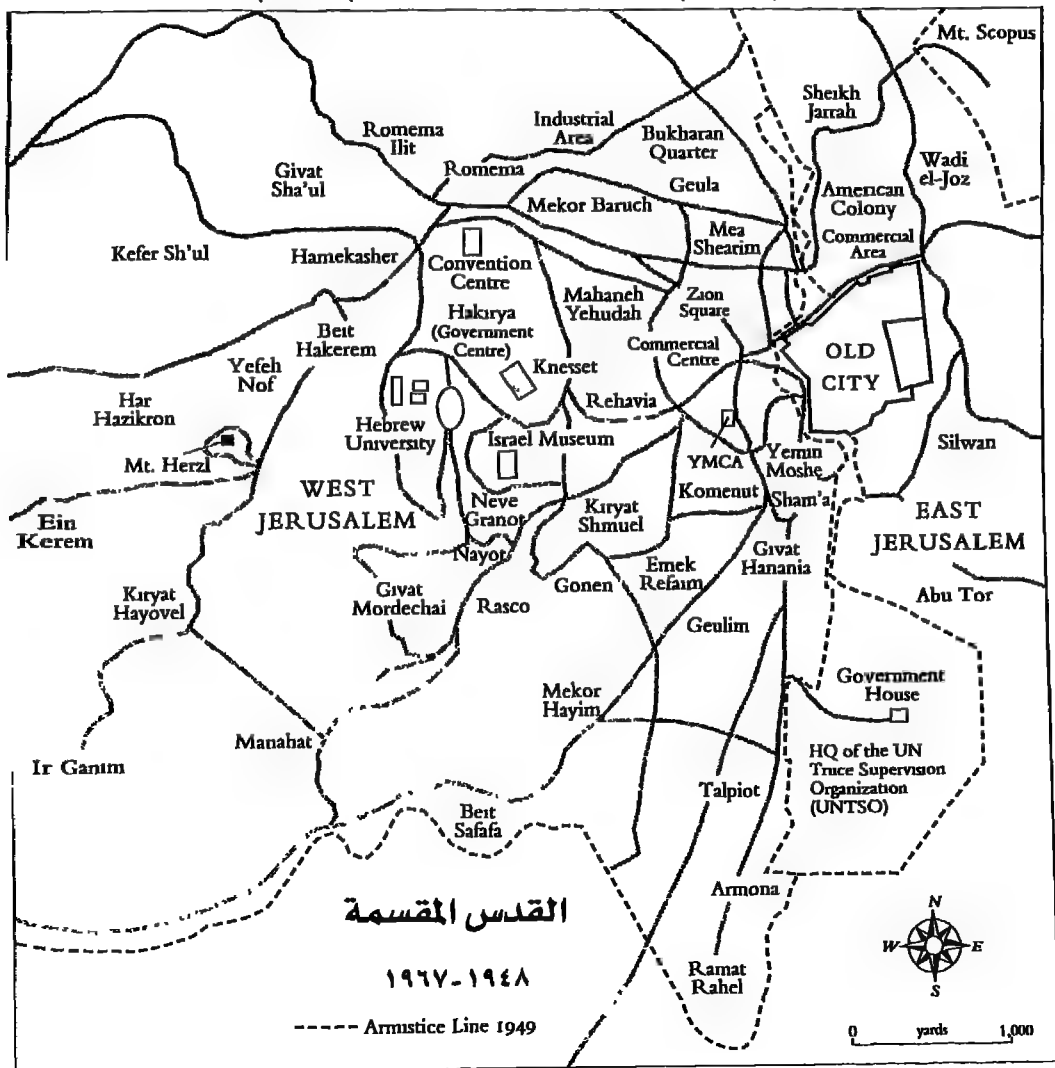 Mt. Scopus
Sheikh
Jarrah
Industrial
Area
Bukharan
Quarter
Romema
Ilit
Romema
Givat
Sha'ul
Geula
Wadi
el-Joz
American
Colony
Mekor Baruch
Mea
Shearim
Commercial
Area
Kefer Sh'ul
Hamekasher
Convention
Centre
Mahaneh
Yehudah
Zion
Square
Hakirya
(Government
Centre)
Beit
Hakerem
Commercial
Centre
OLD
CITY
Yefeh
Nof
Knesset
Har
Hazikron
Rehavia
Hebrew
University
Israel Museum
Mt. Herzl
YMCA
Yemin
Moshe
Silwan
WEST
JERUSALEM
Neve
Granot
Kiryat
Shmuel
Komenut
Sham'a
EAST
JERUSALEM
Ein
Kerem
Nayot
Givat
Hanania
Gonen
Emek
Refaim
Abu Tor
Kiryat
Hayovel
Givat
Mordechai
Rasco
Geulim
Government
House
Mekor
Hayim
Manahat
Ir Ganim
HQ of the UN
Truce Supervision
Organization
(UNTSO)
Talpiot
Beit
Safafa
Armona
القدس المقسمة
١٩٤٨-١٩٦٧
Ramat
Rahel
Armistice Line 1949
N
W
E
S
0 yards 1,000